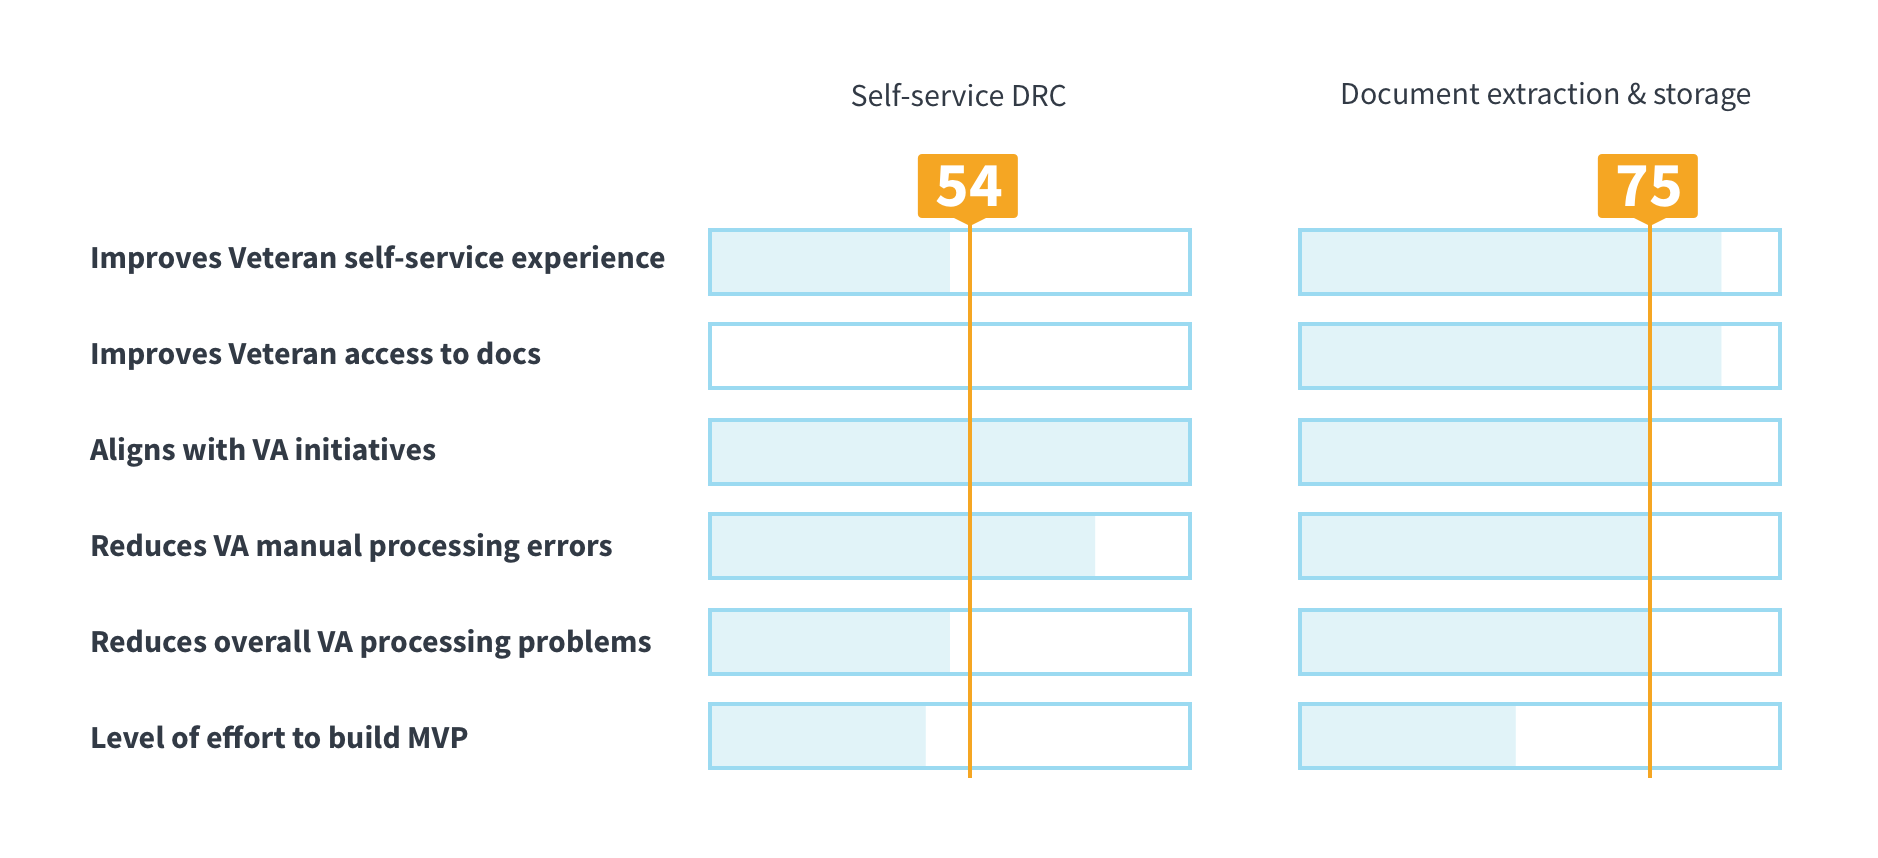 Self-service DRC
Document extraction & storage
54
75
Improves Veteran self-service experience
Improves Veteran access to docs
Aligns with VA initiatives
Reduces VA manual processing errors
Reduces overall VA processing problems
Level of effort to build MVP